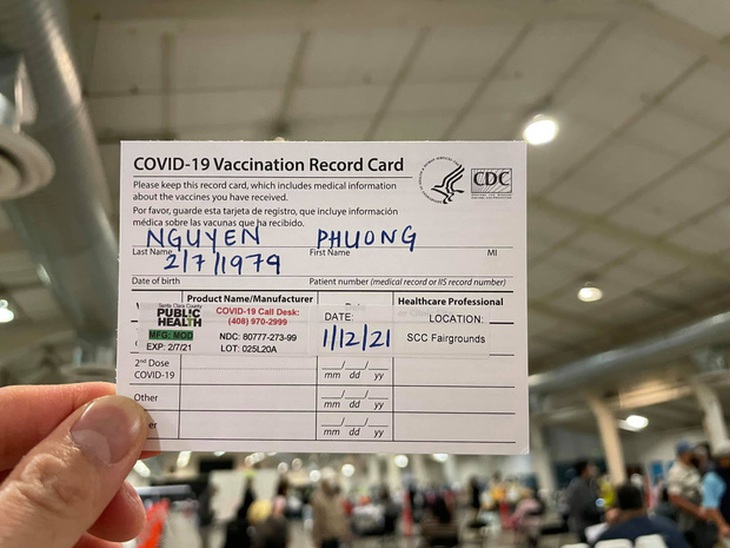 COVID-19 Vaccination Record Card
CDC
Please keep this record card, which includes medical information
about the vaccines you have received.
Por favor, guarde esta tarjeta de registro, que incluye información
médica sobre las vacunas que ha recibido.
NGUYEN PHUONG
Last Name First Name MI
2/7/1979
Date of birth Patient number (medical record or IIS record number)
Product Name/Manufacturer Healthcare Professional
Santa Clara County
PUBLIC
HEALTH
COVID-19 Call Desk:
(408) 970-2999
MFG: MOD NDC: 80777-273-99
EXP: 2/7/21 LOT: 025L20A
DATE:
1/12/21
LOCATION:
SCC Fairgrounds
2nd Dose
COVID-19
mm dd yy
Other
mm dd yy
er
mm dd yy